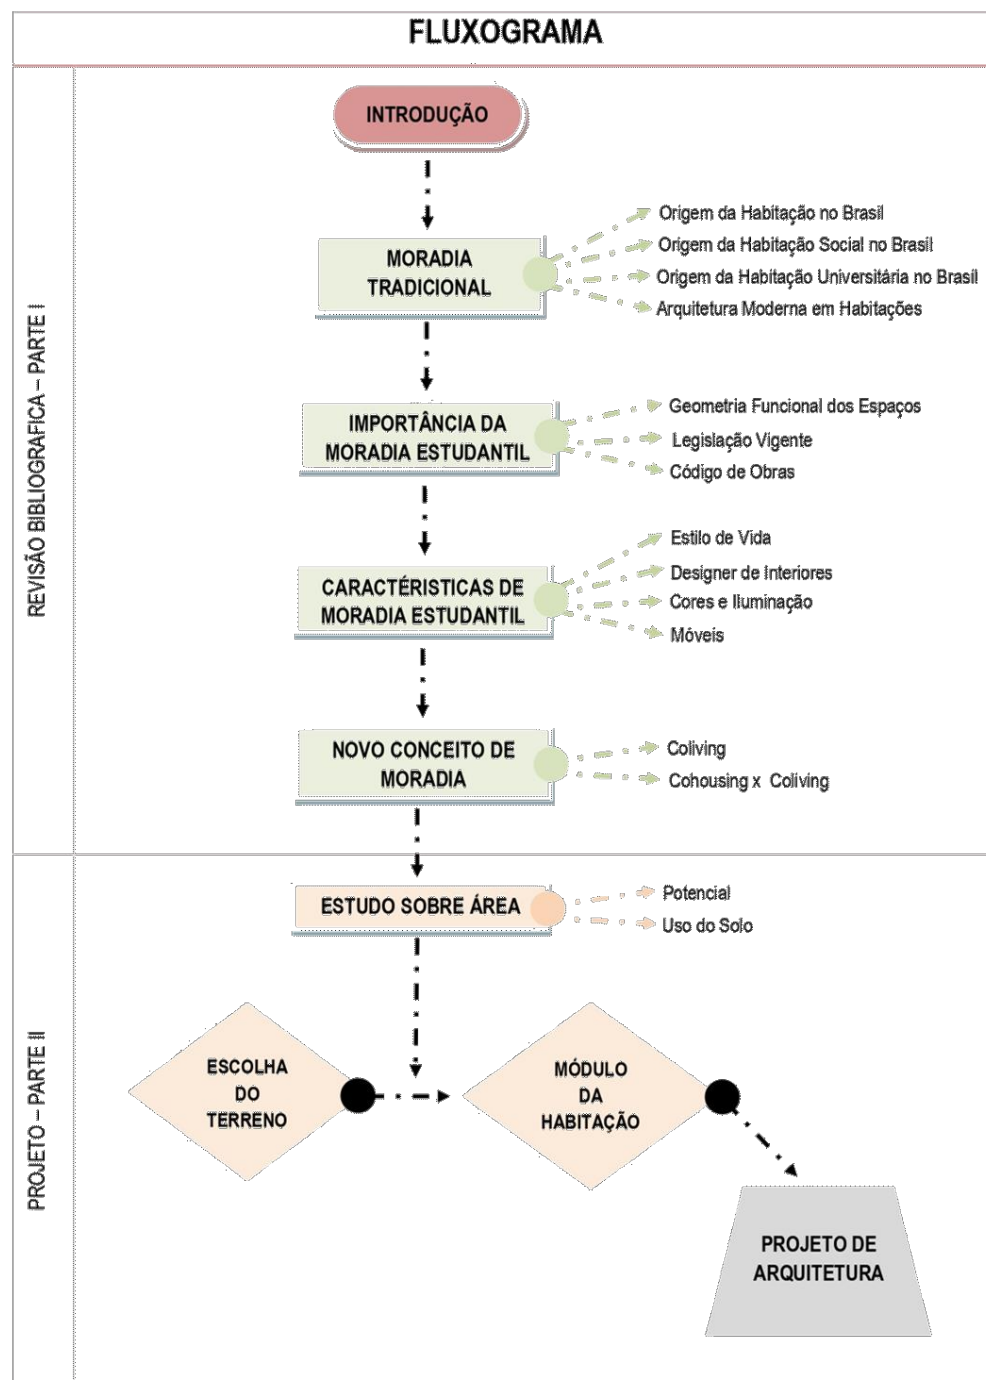 FLUXOGRAMA
REVISÃO BIBLIOGRAFICA – PARTE I
INTRODUÇÃO
MORADIA
TRADICIONAL
Origem da Habitação no Brasil
Origem da Habitação Social no Brasil
Origem da Habitação Universitária no Brasil
Arquitetura Moderna em Habitações
IMPORTÂNCIA DA
MORADIA ESTUDANTIL
Geometria Funcional dos Espaços
Legislação Vigente
Código de Obras
CARACTÉRISTICAS DE
MORADIA ESTUDANTIL
Estilo de Vida
Designer de Interiores
Cores e Iluminação
Móveis
NOVO CONCEITO DE
MORADIA
Coliving
Cohousing x Coliving
PROJETO – PARTE II
ESTUDO SOBRE ÁREA
Potencial
Uso do Solo
ESCOLHA
DO
TERRENO
MÓDULO
DA
HABITAÇÃO
PROJETO DE
ARQUITETURA